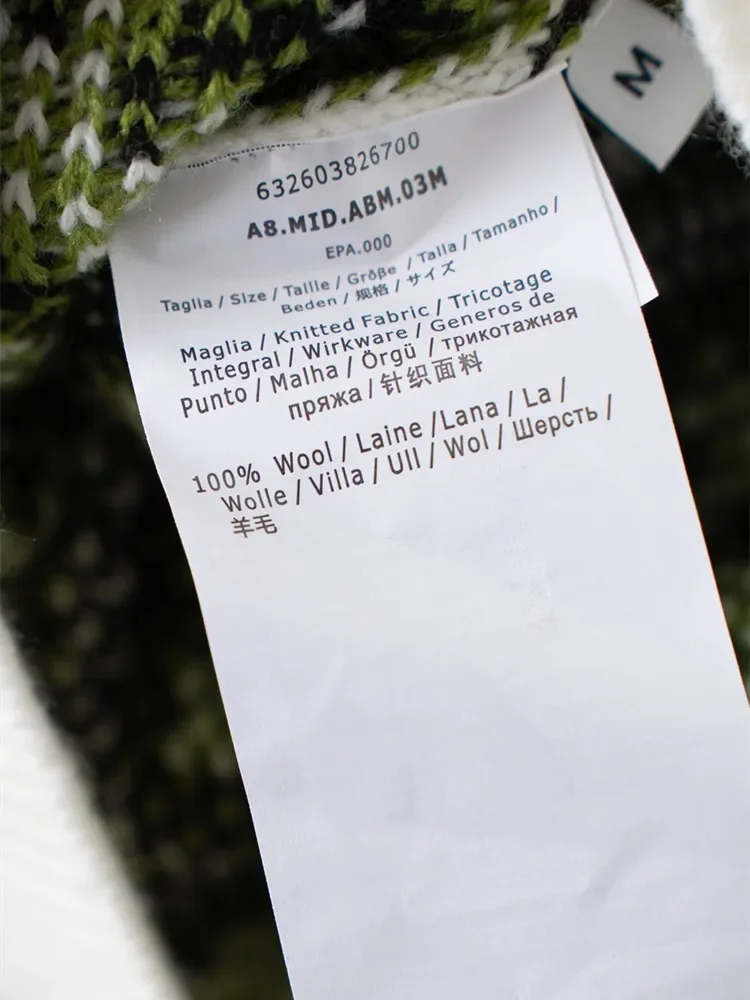 M
632603826700
A8.MID.ABM.03M
EPA.000
Taglia / Size / Taille / Größe / Talla / Tamanho /
Beden / 规格 / サイズ
Maglia / Knitted Fabric / Tricotage
Integral / Wirkware / Generos de
Punto / Malha / Örgü / трикотажная
пряжа / 针织面料
100% Wool / Laine /Lana / La /
Wolle / Villa / Ull / Wol / Шерсть /
羊毛